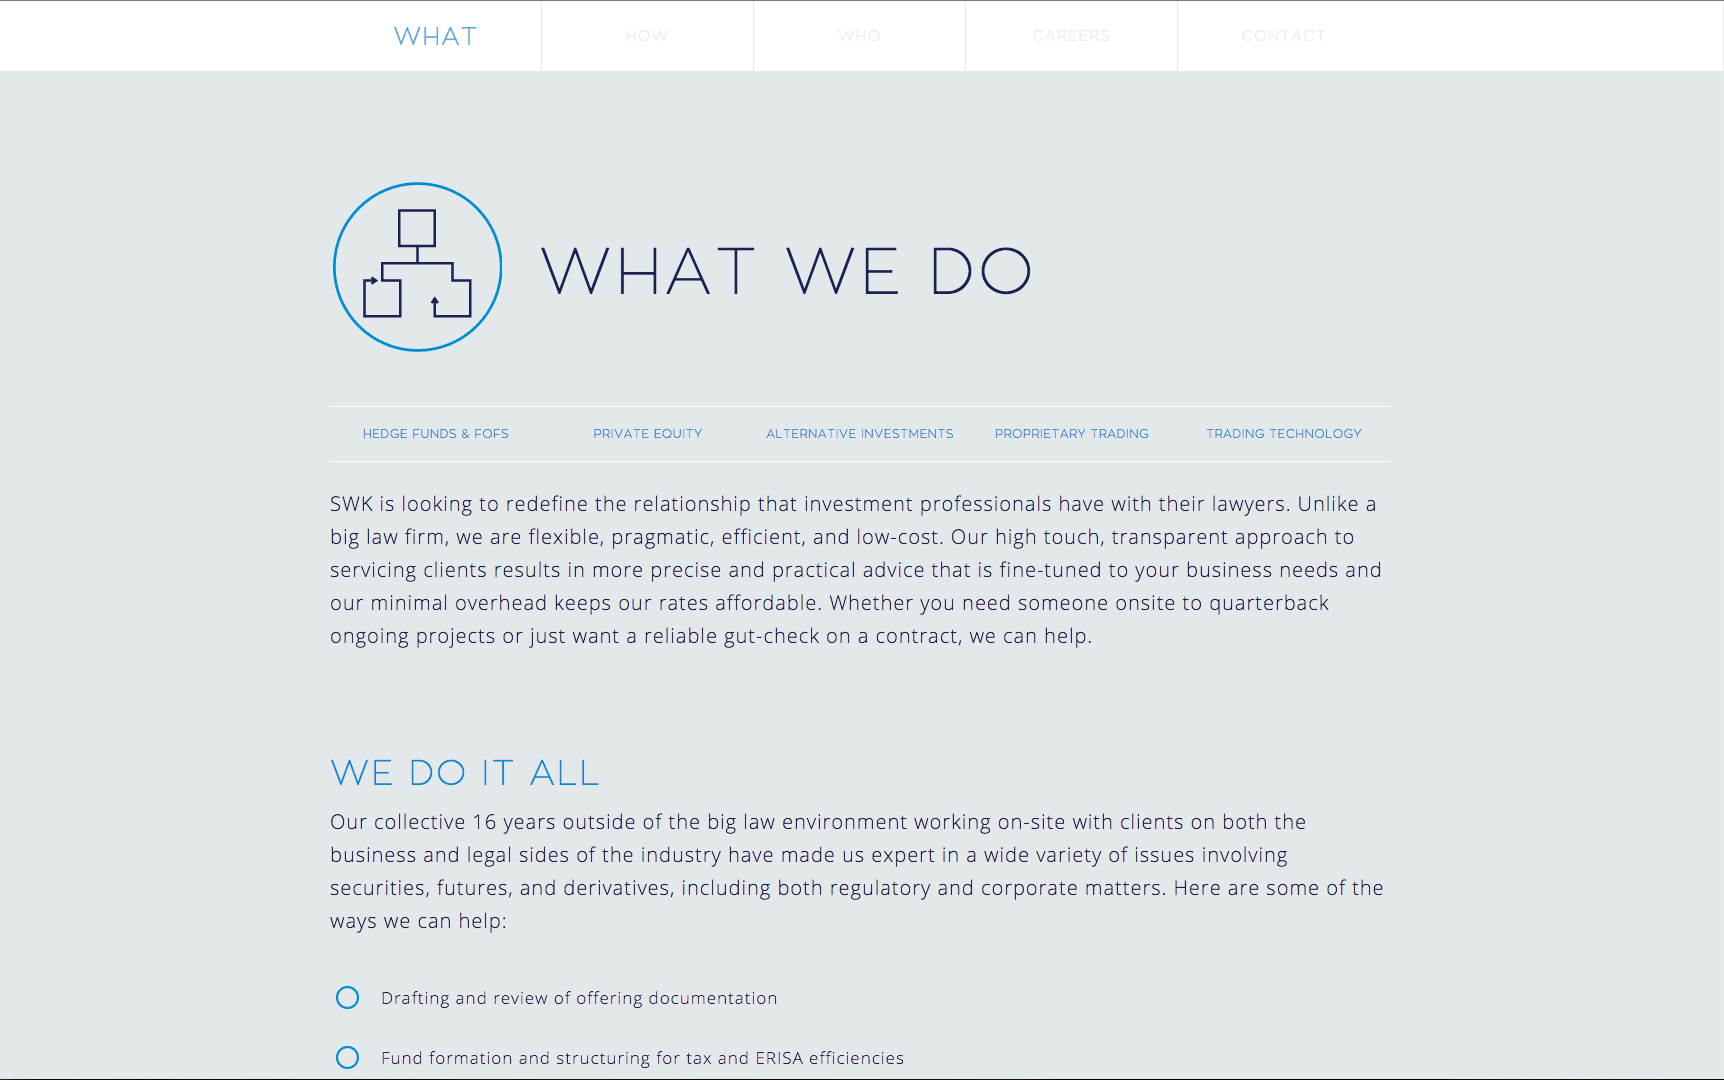 WHAT
HOW
WHO
CAREERS
CONTACT
WHAT WE DO
HEDGE FUNDS & FOFS
PRIVATE EQUITY
ALTERNATIVE INVESTMENTS
PROPRIETARY TRADING
TRADING TECHNOLOGY
SWK is looking to redefine the relationship that investment professionals have with their lawyers. Unlike a
big law firm, we are flexible, pragmatic, efficient, and low-cost. Our high touch, transparent approach to
servicing clients results in more precise and practical advice that is fine-tuned to your business needs and
our minimal overhead keeps our rates affordable. Whether you need someone onsite to quarterback
ongoing projects or just want a reliable gut-check on a contract, we can help.
WE DO IT ALL
Our collective 16 years outside of the big law environment working on-site with clients on both the
business and legal sides of the industry have made us expert in a wide variety of issues involving
securities, futures, and derivatives, including both regulatory and corporate matters. Here are some of the
ways we can help:
Drafting and review of offering documentation
Fund formation and structuring for tax and ERISA efficiencies